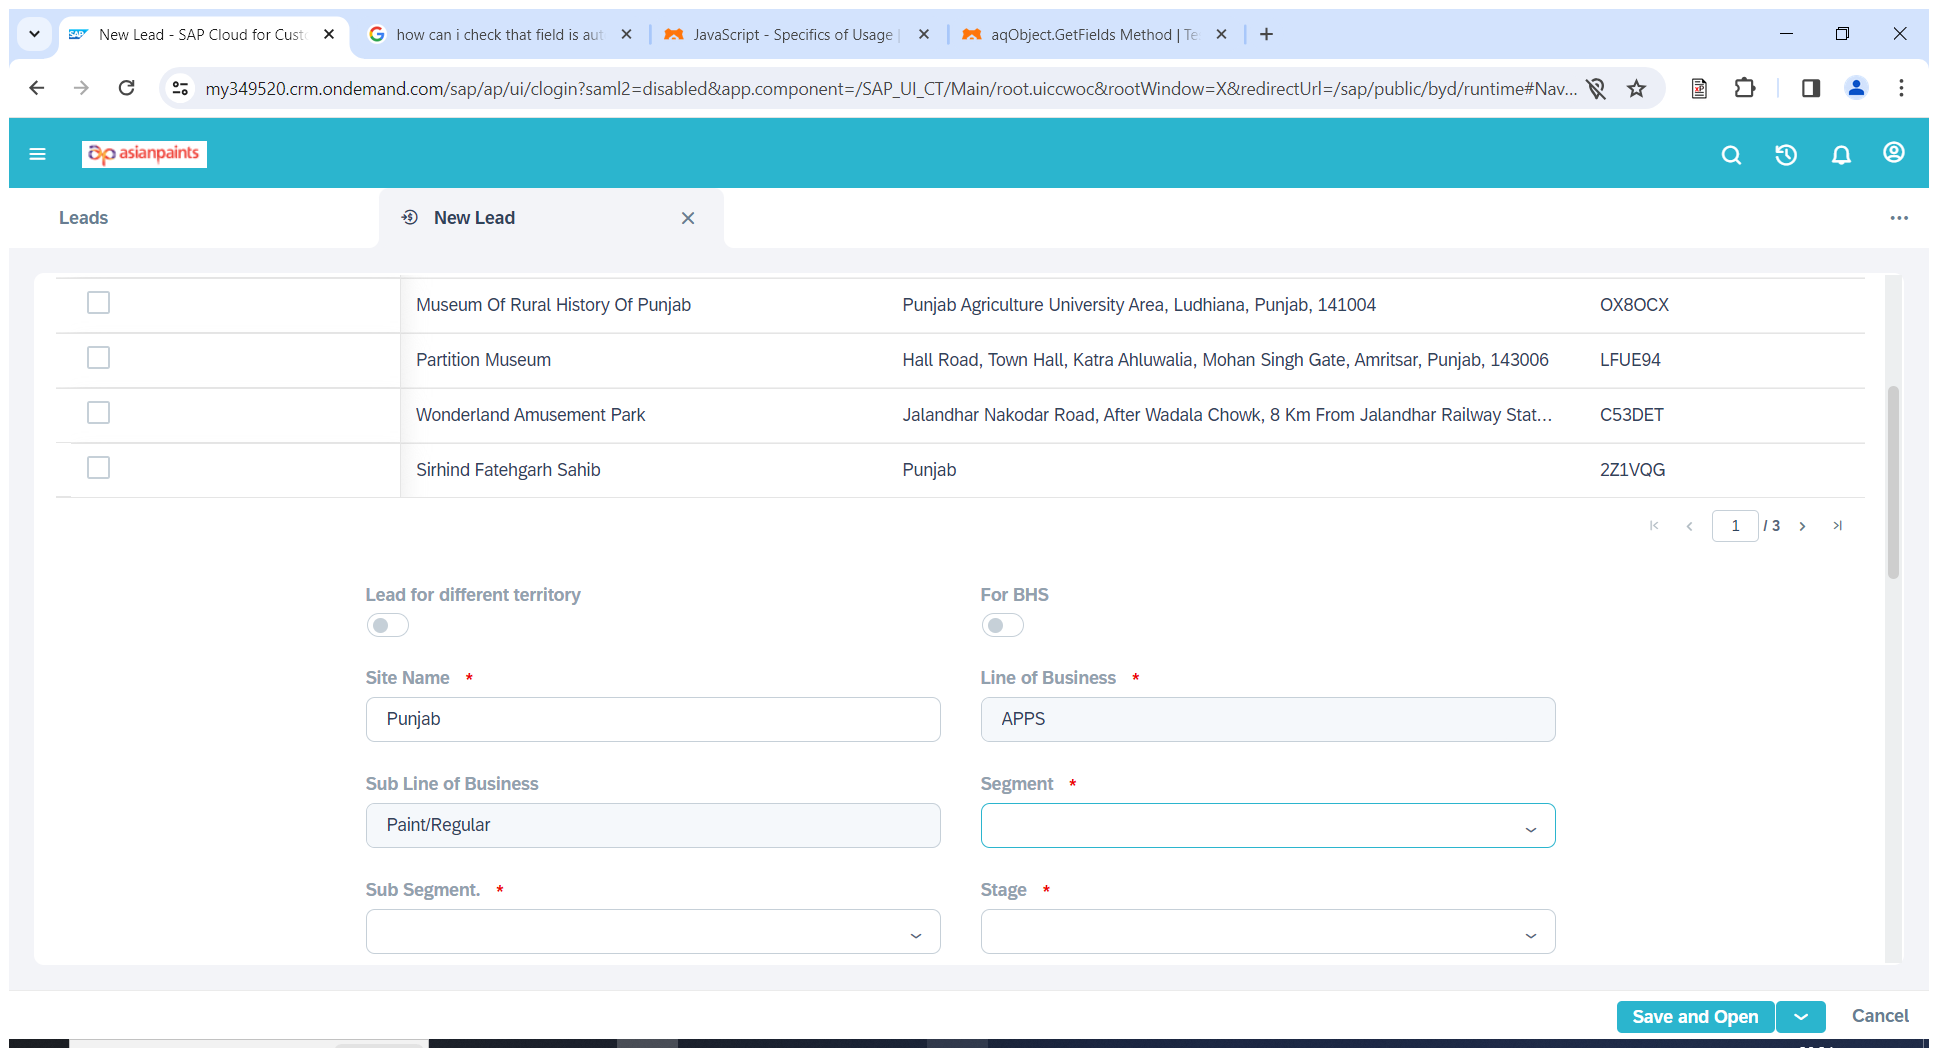 SAP New Lead - SAP Cloud for Custo
how can i check that field is auto
JavaScript - Specifics of Usage |
aqObject.GetFields Method | Te
my349520.crm.ondemand.com/sap/ap/ui/clogin?saml2=disabled&app.component=/SAP_UI_CT/Main/root.uiccwoc&rootWindow=X&redirectUrl=/sap/public/byd/runtime#Nav...
ap asianpaints
Leads
New Lead
Museum Of Rural History Of Punjab Punjab Agriculture University Area, Ludhiana, Punjab, 141004 OX8OCX
Partition Museum Hall Road, Town Hall, Katra Ahluwalia, Mohan Singh Gate, Amritsar, Punjab, 143006 LFUE94
Wonderland Amusement Park Jalandhar Nakodar Road, After Wadala Chowk, 8 Km From Jalandhar Railway Stat... C53DET
Sirhind Fatehgarh Sahib Punjab 2Z1VQG
1 / 3
Lead for different territory For BHS
Site Name * Line of Business *
Punjab APPS
Sub Line of Business Segment *
Paint/Regular
Sub Segment. * Stage *
Save and Open Cancel